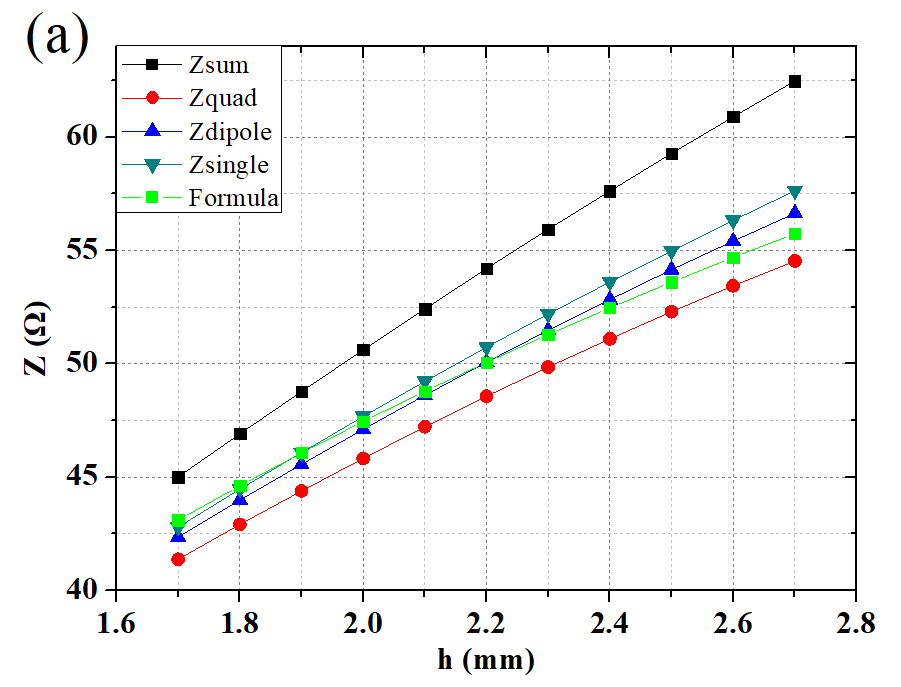 (a)
Zsum
Zquad
Zdipole
Zsingle
Formula
60
55
50
45
40
Z (Ω)
1.6 1.8 2.0 2.2 2.4 2.6 2.8
h (mm)